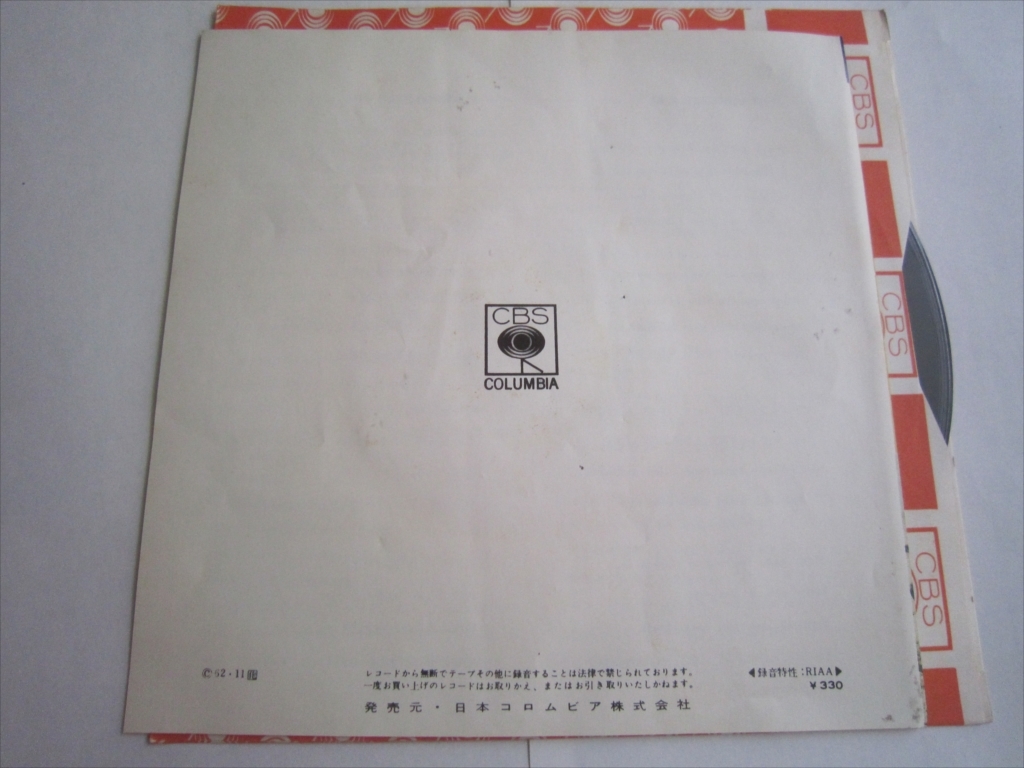 CBS
CBS
COLUMBIA
CBS
CBS
Ⓒ62・11
レコードから無断でテープその他に録音することは法律で禁じられております。
一度お買い上げのレコードはお取りかえ、またはお引き取りいたしかねます。
発売元・日本コロムビア株式会社
◀録音特性:RIAA▶
¥330